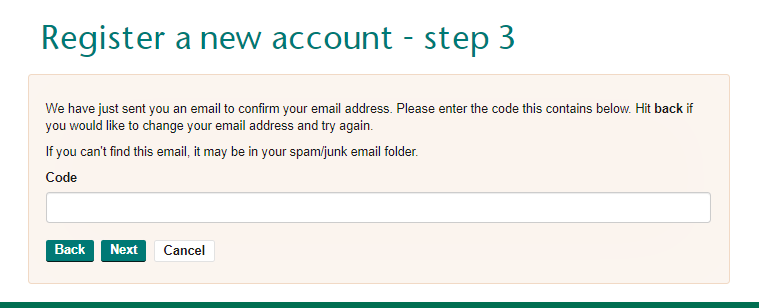 Register a new account - step 3
We have just sent you an email to confirm your email address. Please enter the code this contains below. Hit back if
you would like to change your email address and try again.
If you can't find this email, it may be in your spam/junk email folder.
Code
Back Next Cancel